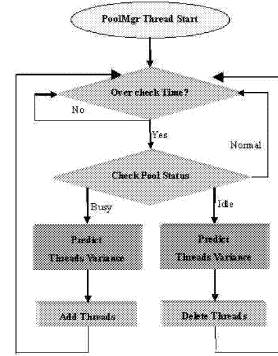 PoolMgr Thread Start
Over check Time?
No
Yes
Normal
Check Pool Status
Busy
Idle
Predict
Threads Variance
Predict
Threads Variance
Add Threads
Delete Threads